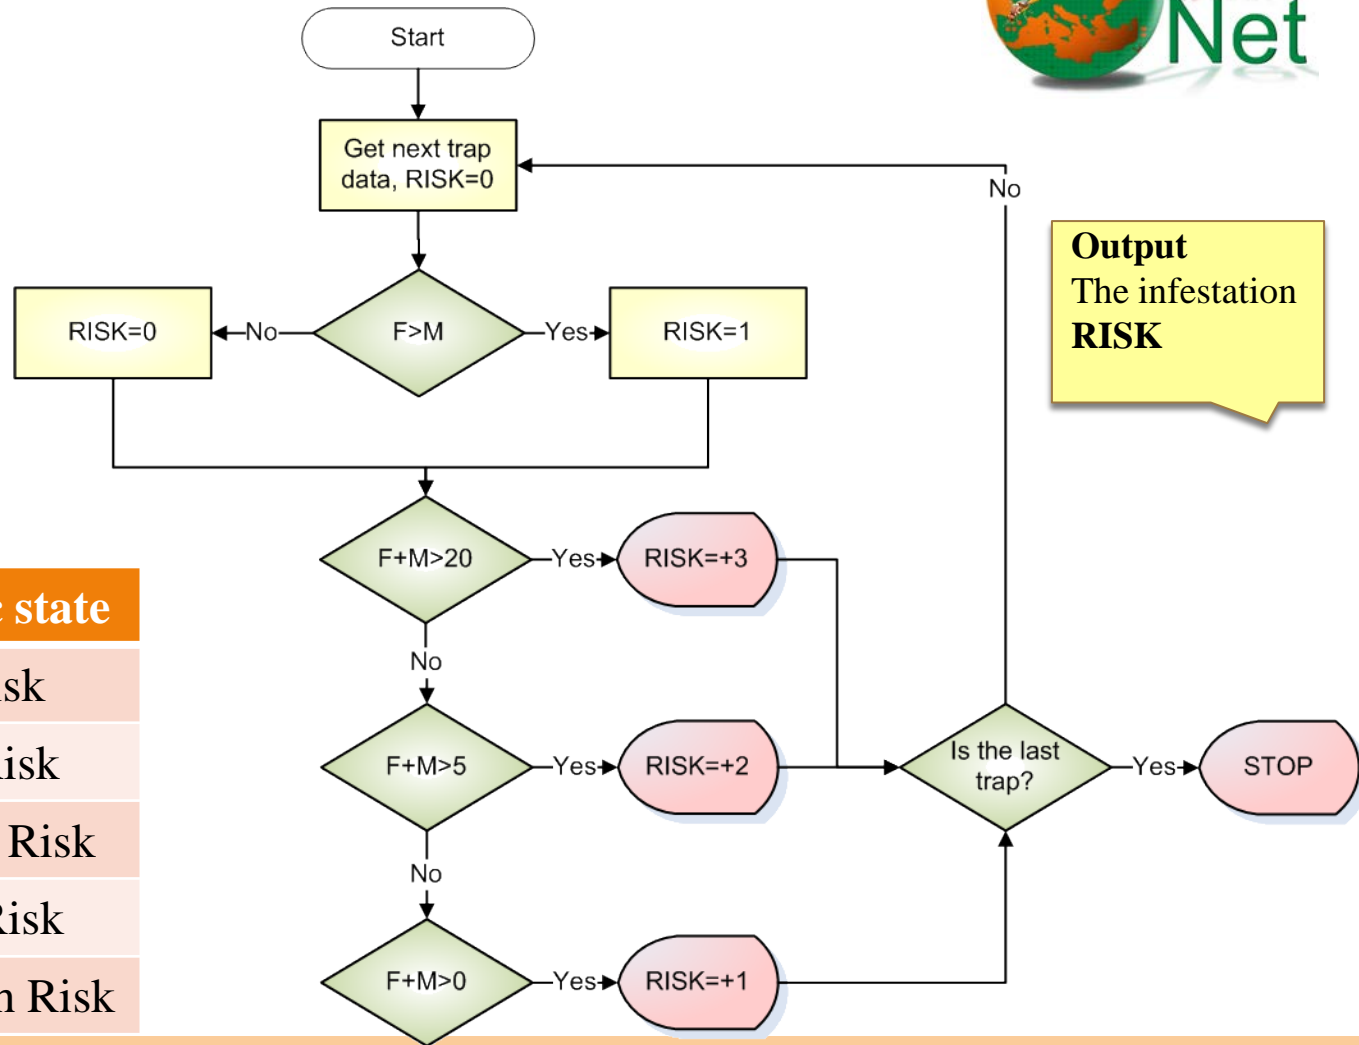 Net
Start
Get next trap
data, RISK=0
No
Output
The infestation
RISK
RISK=0
No
F>M
Yes
RISK=1
F+M>20
Yes
RISK=+3
state
No
Risk
F+M>5
Yes
RISK=+2
Is the last
trap?
Yes
STOP
Risk
No
Risk
F+M>0
Yes
RISK=+1
Risk